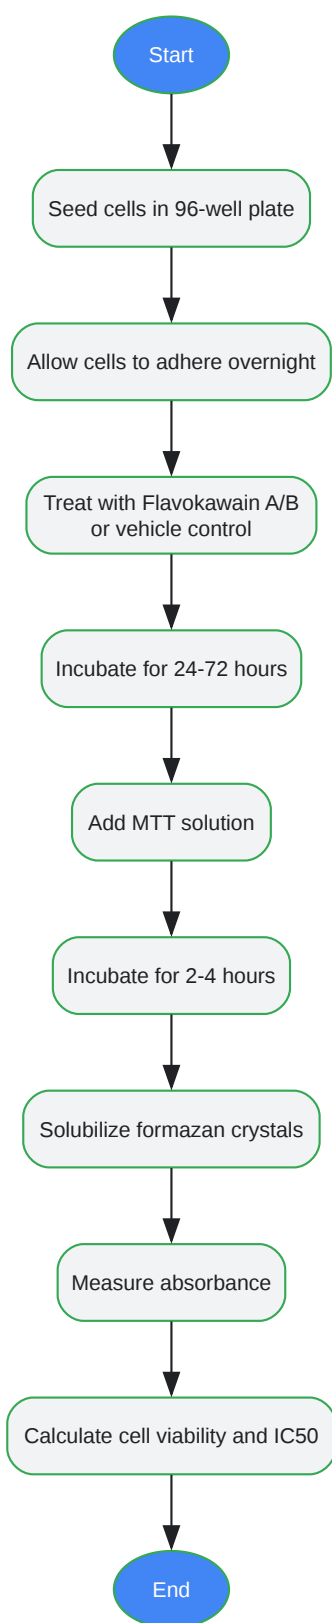 Start
Seed cells in 96-well plate
Allow cells to adhere overnight
Treat with Flavokawain A/B
or vehicle control
Incubate for 24-72 hours
Add MTT solution
Incubate for 2-4 hours
Solubilize formazan crystals
Measure absorbance
Calculate cell viability and IC50
End